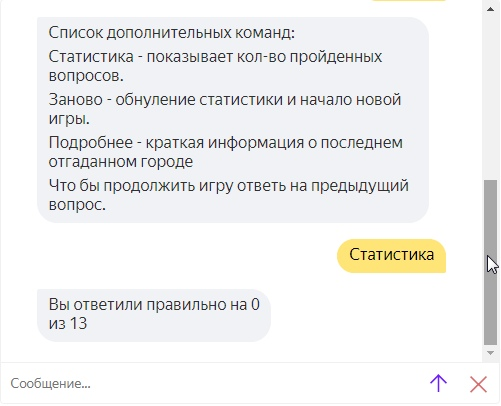 Список дополнительных команд:
Статистика - показывает кол-во пройденных
вопросов.
Заново - обнуление статистики и начало новой
игры.
Подробнее - краткая информация о последнем
отгаданном городе
Что бы продолжить игру ответь на предыдущий
вопрос.
Статистика
Вы ответили правильно на 0
из 13
Сообщение...